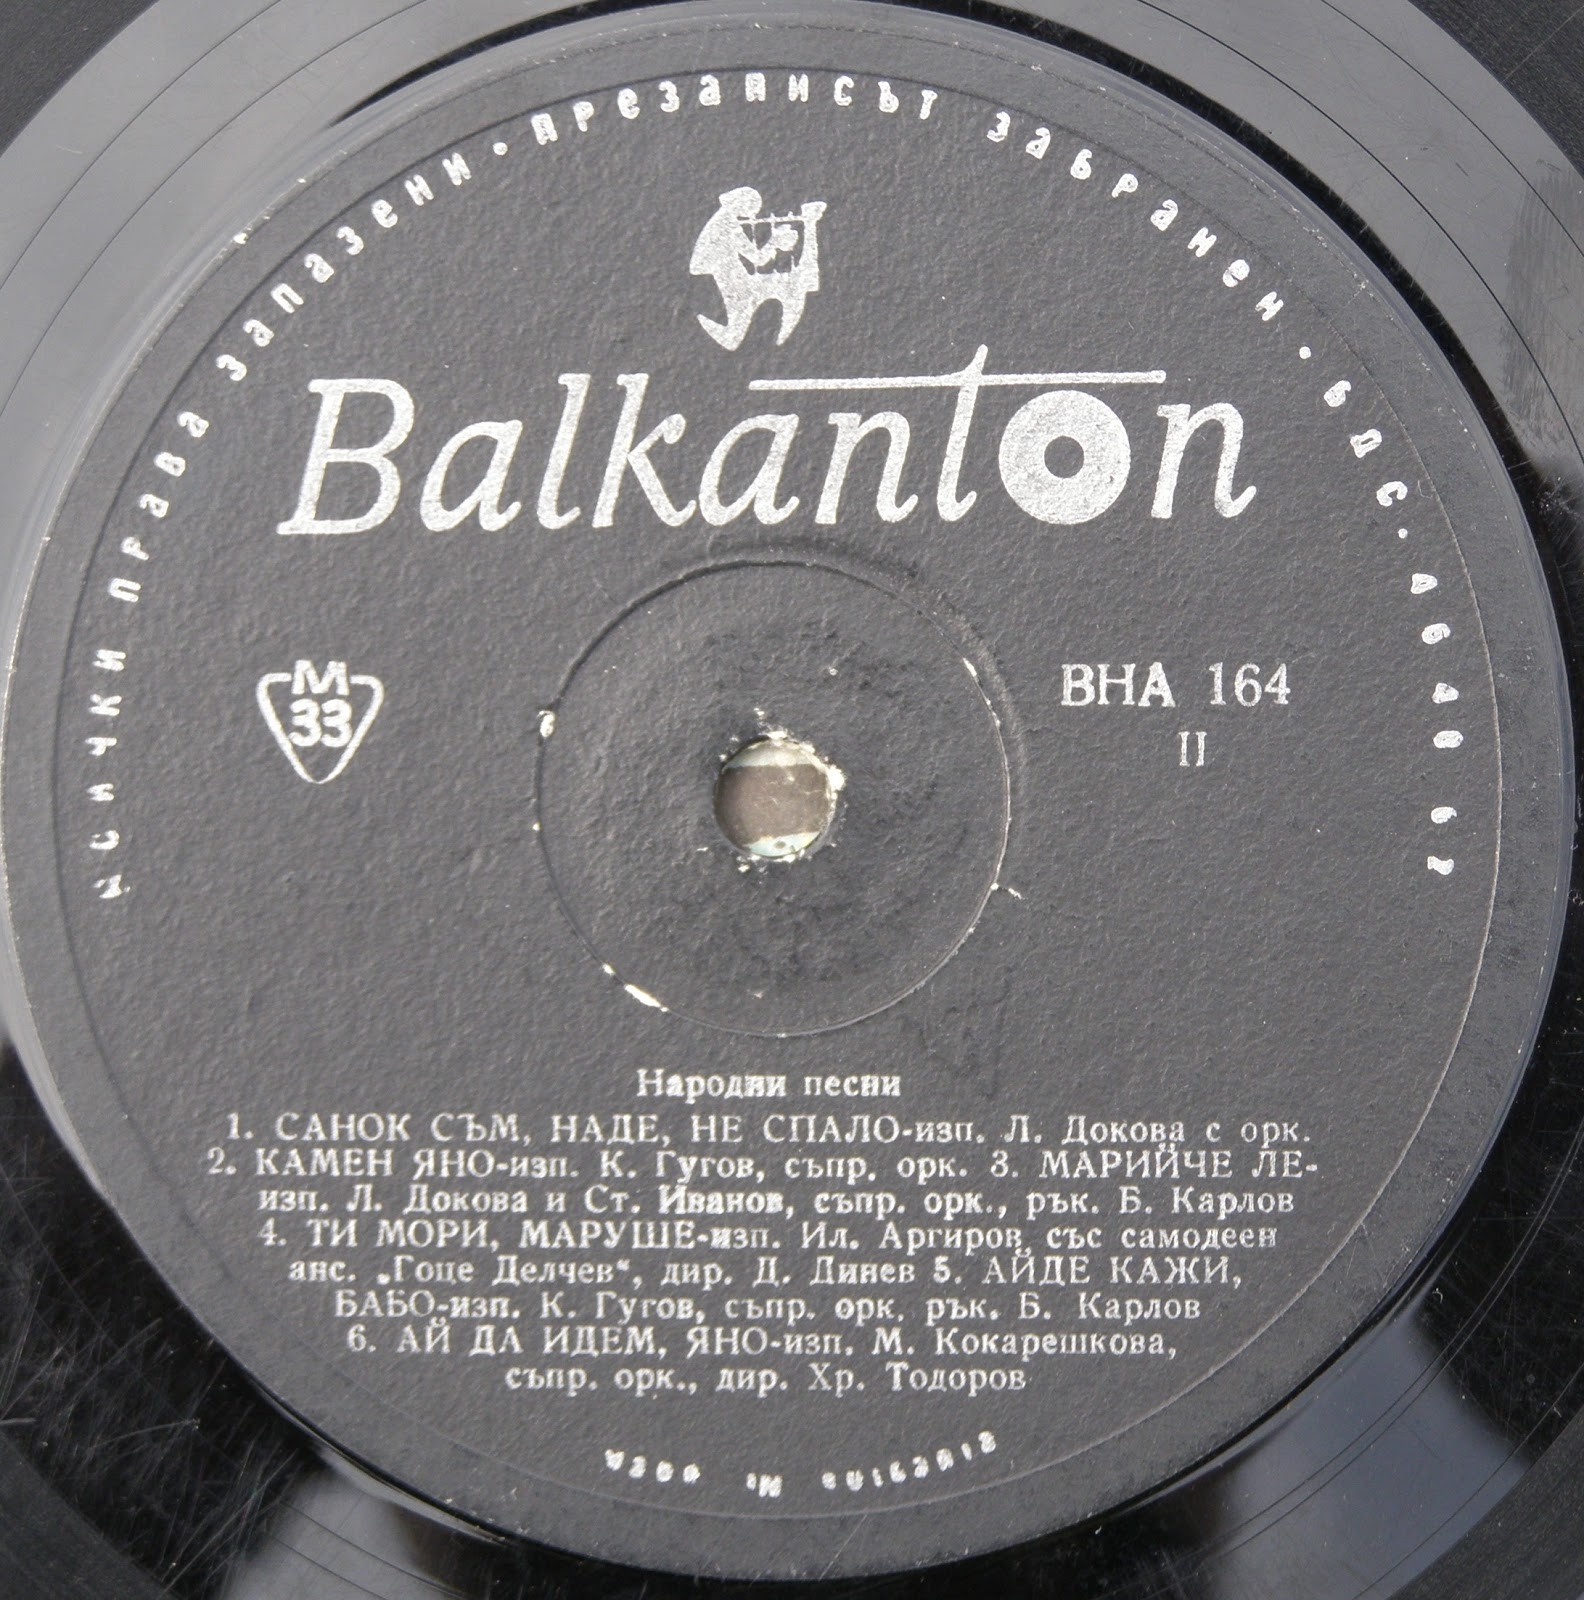 всички права запазени · презаписът забранен · БДС ·
Balkanton
М
33
ВНА 164
II
Народни песни
1. САНОК СЪМ, НАДЕ, НЕ СПАЛО-изп. Л. Докова с орк.
2. КАМЕН ЯНО-изп. К. Гугов, съпр. орк. 3. МАРИЙЧЕ ЛЕ-
изп. Л. Докова и Ст. Иванов, съпр. орк., рък. Б. Карлов
4. ТИ МОРИ, МАРУШЕ-изп. Ил. Аргиров със самодеен
анс. „Гоце Делчев“, дир. Д. Динев 5. АЙДЕ КАЖИ,
БАБО-изп. К. Гугов, съпр. орк. рък. Б. Карлов
6. АЙ ДА ИДЕМ, ЯНО-изп. М. Кокарешкова,
съпр. орк., дир. Хр. Тодоров